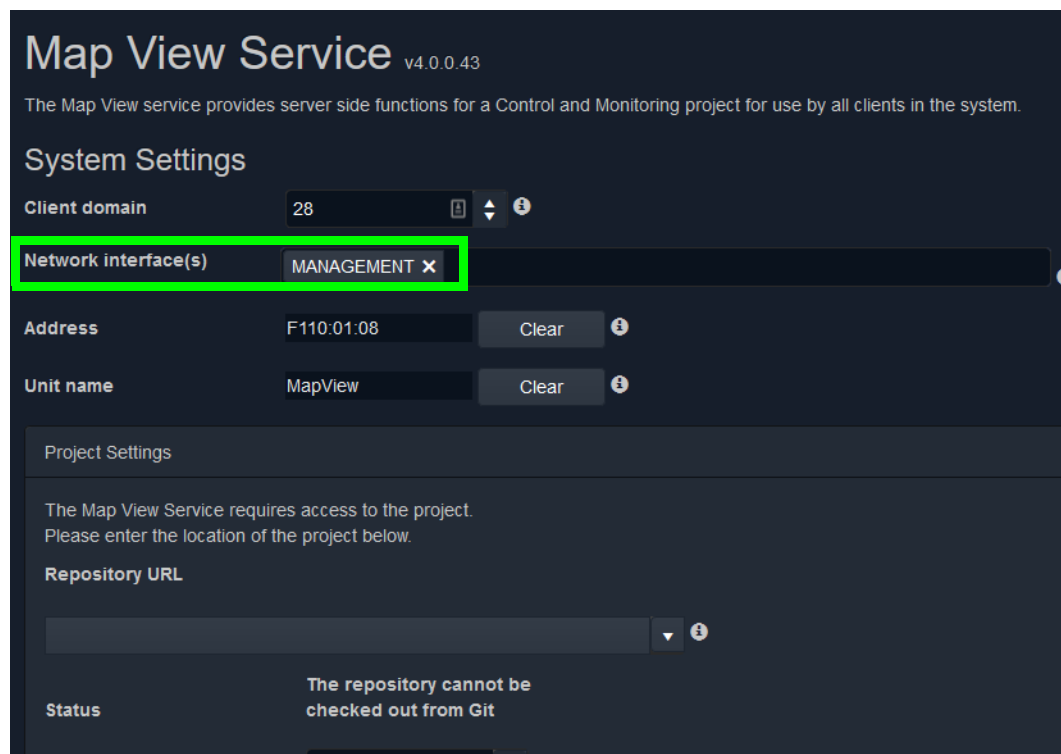 Map View Service v4.0.0.43
The Map View service provides server side functions for a Control and Monitoring project for use by all clients in the system.
System Settings
Client domain 28
Network interface(s) MANAGEMENT ×
Address F110:01:08 Clear
Unit name MapView Clear
Project Settings
The Map View Service requires access to the project.
Please enter the location of the project below.
Repository URL
The repository cannot be
Status checked out from Git